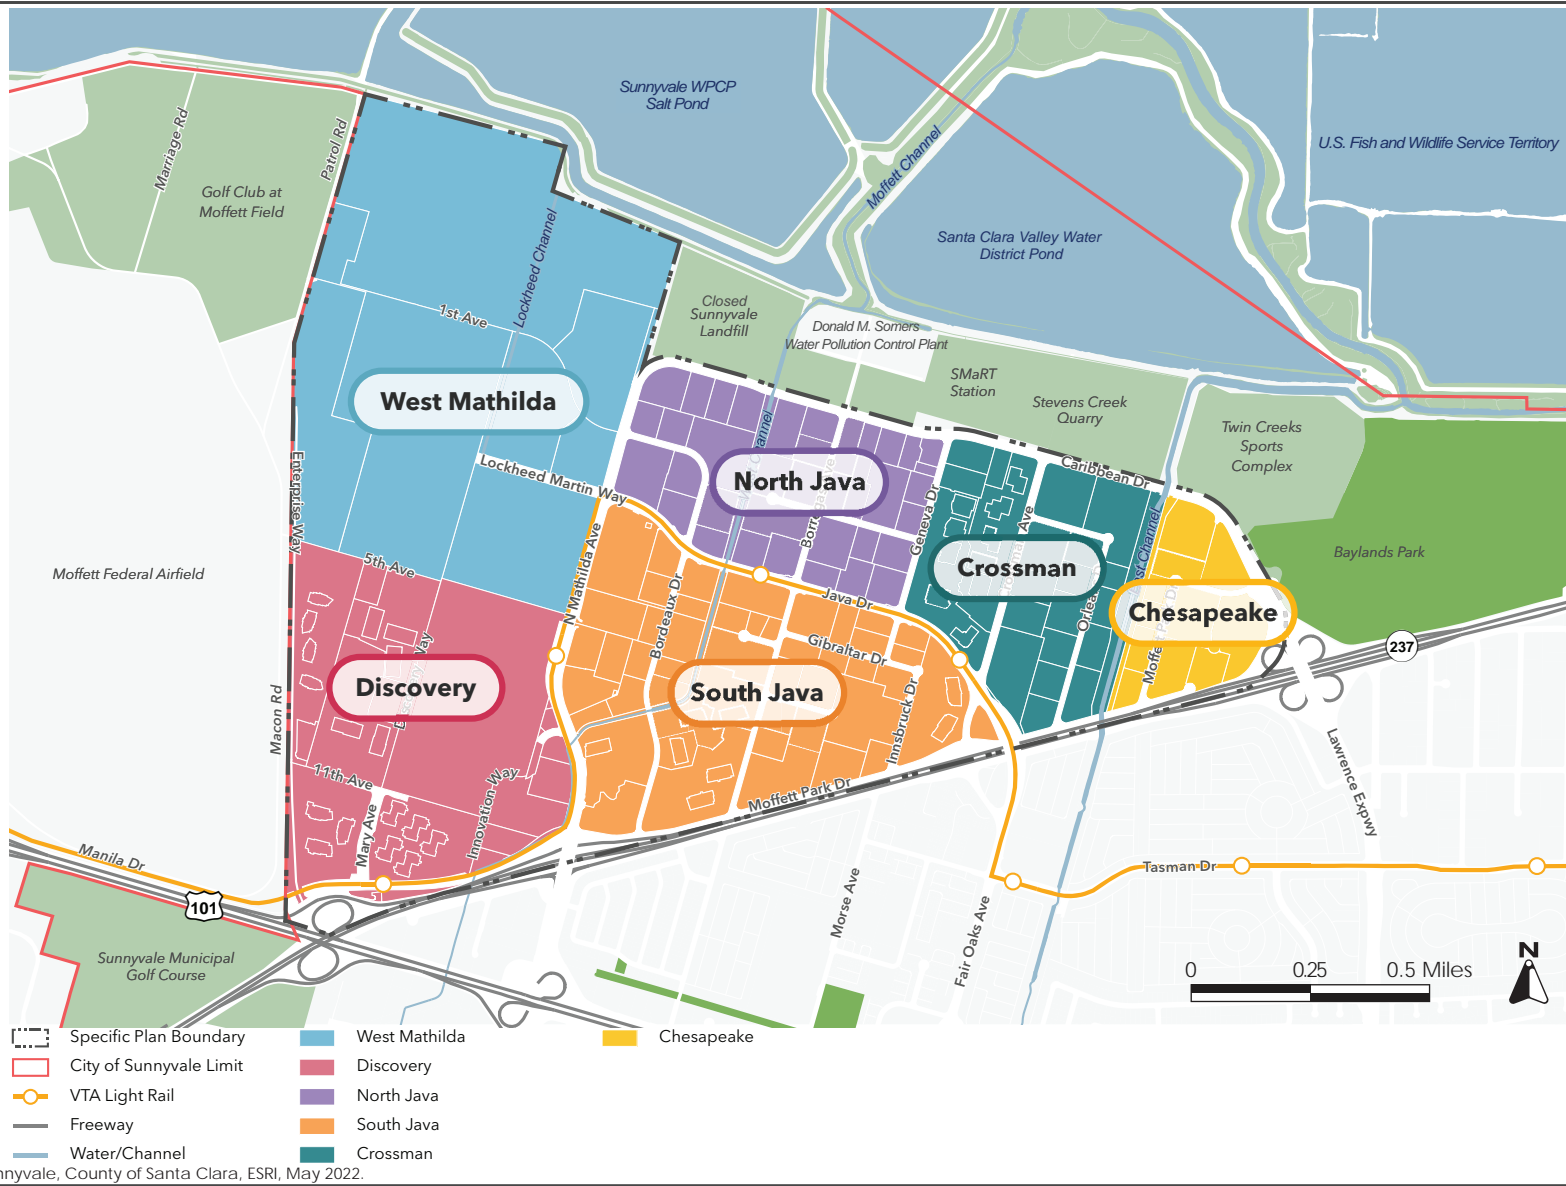 Sunnyvale WPCP
Salt Pond
Moffett Channel
U.S. Fish and Wildlife Service Territory
Marriage Rd
Patrol Rd
Golf Club at
Moffett Field
Lockheed Channel
Santa Clara Valley Water
District Pond
Closed
Sunnyvale
Landfill
1st Ave
Donald M. Somers
Water Pollution Control Plant
SMaRT
Station
Stevens Creek
Quarry
Twin Creeks
Sports
Complex
West Mathilda
Channel
North Java
Caribbean Dr
Lockheed Martin Way
Enterprise Way
Geneva Dr
Ave
Channel
Baylands Park
Moffett Federal Airfield
5th Ave
N Mathilda Ave
Crossman
Bordeaux Dr
Java Dr
Chesapeake
Gibraltar Dr
237
Way
Discovery
South Java
Innsbruck Dr
Macon Rd
11th Ave
Mary Ave
Innovation Way
Moffett Park Dr
Lawrence Expwy
Manila Dr
Tasman Dr
101
Morse Ave
Fair Oaks Ave
Sunnyvale Municipal
Golf Course
N
0 0.25 0.5 Miles
Specific Plan Boundary
City of Sunnyvale Limit
VTA Light Rail
Freeway
Water/Channel
West Mathilda
Discovery
North Java
South Java
Crossman
Chesapeake
nnyvale, County of Santa Clara, ESRI, May 2022.